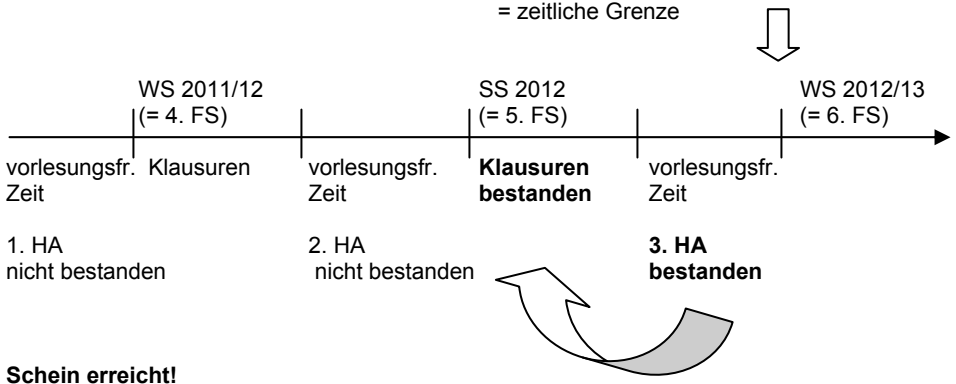 = zeitliche Grenze
WS 2011/12 SS 2012 WS 2012/13
(= 4. FS) (= 5. FS) (= 6. FS)
vorlesungsfr. Klausuren vorlesungsfr. Klausuren vorlesungsfr.
Zeit Zeit bestanden Zeit
1. HA 2. HA 3. HA
nicht bestanden nicht bestanden bestanden
Schein erreicht!